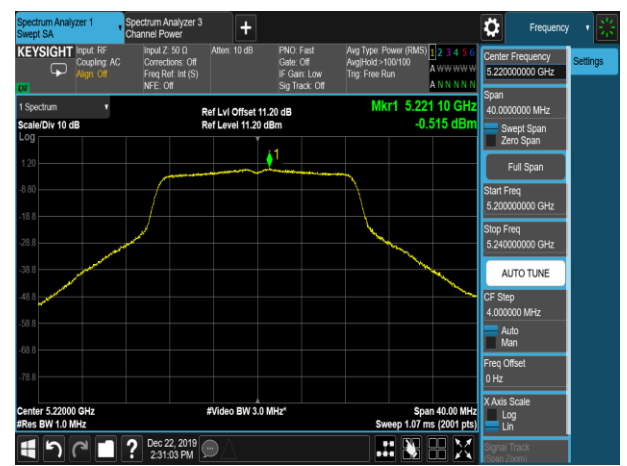 Spectrum Analyzer 1
Swept SA
Spectrum Analyzer 3
Channel Power
Frequency
KEYSIGHT
Input: RF
Coupling: AC
Align: Off
Input Z: 50 Ω
Corrections: Off
Freq Ref: Int (S)
NFE: Off
Atten: 10 dB
PNO: Fast
Gate: Off
IF Gain: Low
Sig Track: Off
Avg Type: Power (RMS)
Avg|Hold:>100/100
Trig: Free Run
1 2 3 4 5 6
A W W W W W
A N N N N N
1 Spectrum
Scale/Div 10 dB
Log
Ref Lvl Offset 11.20 dB
Ref Level 11.20 dBm
Mkr1 5.221 10 GHz
-0.515 dBm
1
1.20
-8.80
-18.8
-28.8
-38.8
-48.8
-58.8
-68.8
-78.8
Center 5.22000 GHz
#Res BW 1.0 MHz
#Video BW 3.0 MHz*
Span 40.00 MHz
Sweep 1.07 ms (2001 pts)
Center Frequency
5.220000000 GHz
Settings
Span
40.0000000 MHz
Swept Span
Zero Span
Full Span
Start Freq
5.200000000 GHz
Stop Freq
5.240000000 GHz
AUTO TUNE
CF Step
4.000000 MHz
Auto
Man
Freq Offset
0 Hz
X Axis Scale
Log
Lin
Signal Track
(Span Zoom)
?
Dec 22, 2019
2:31:03 PM